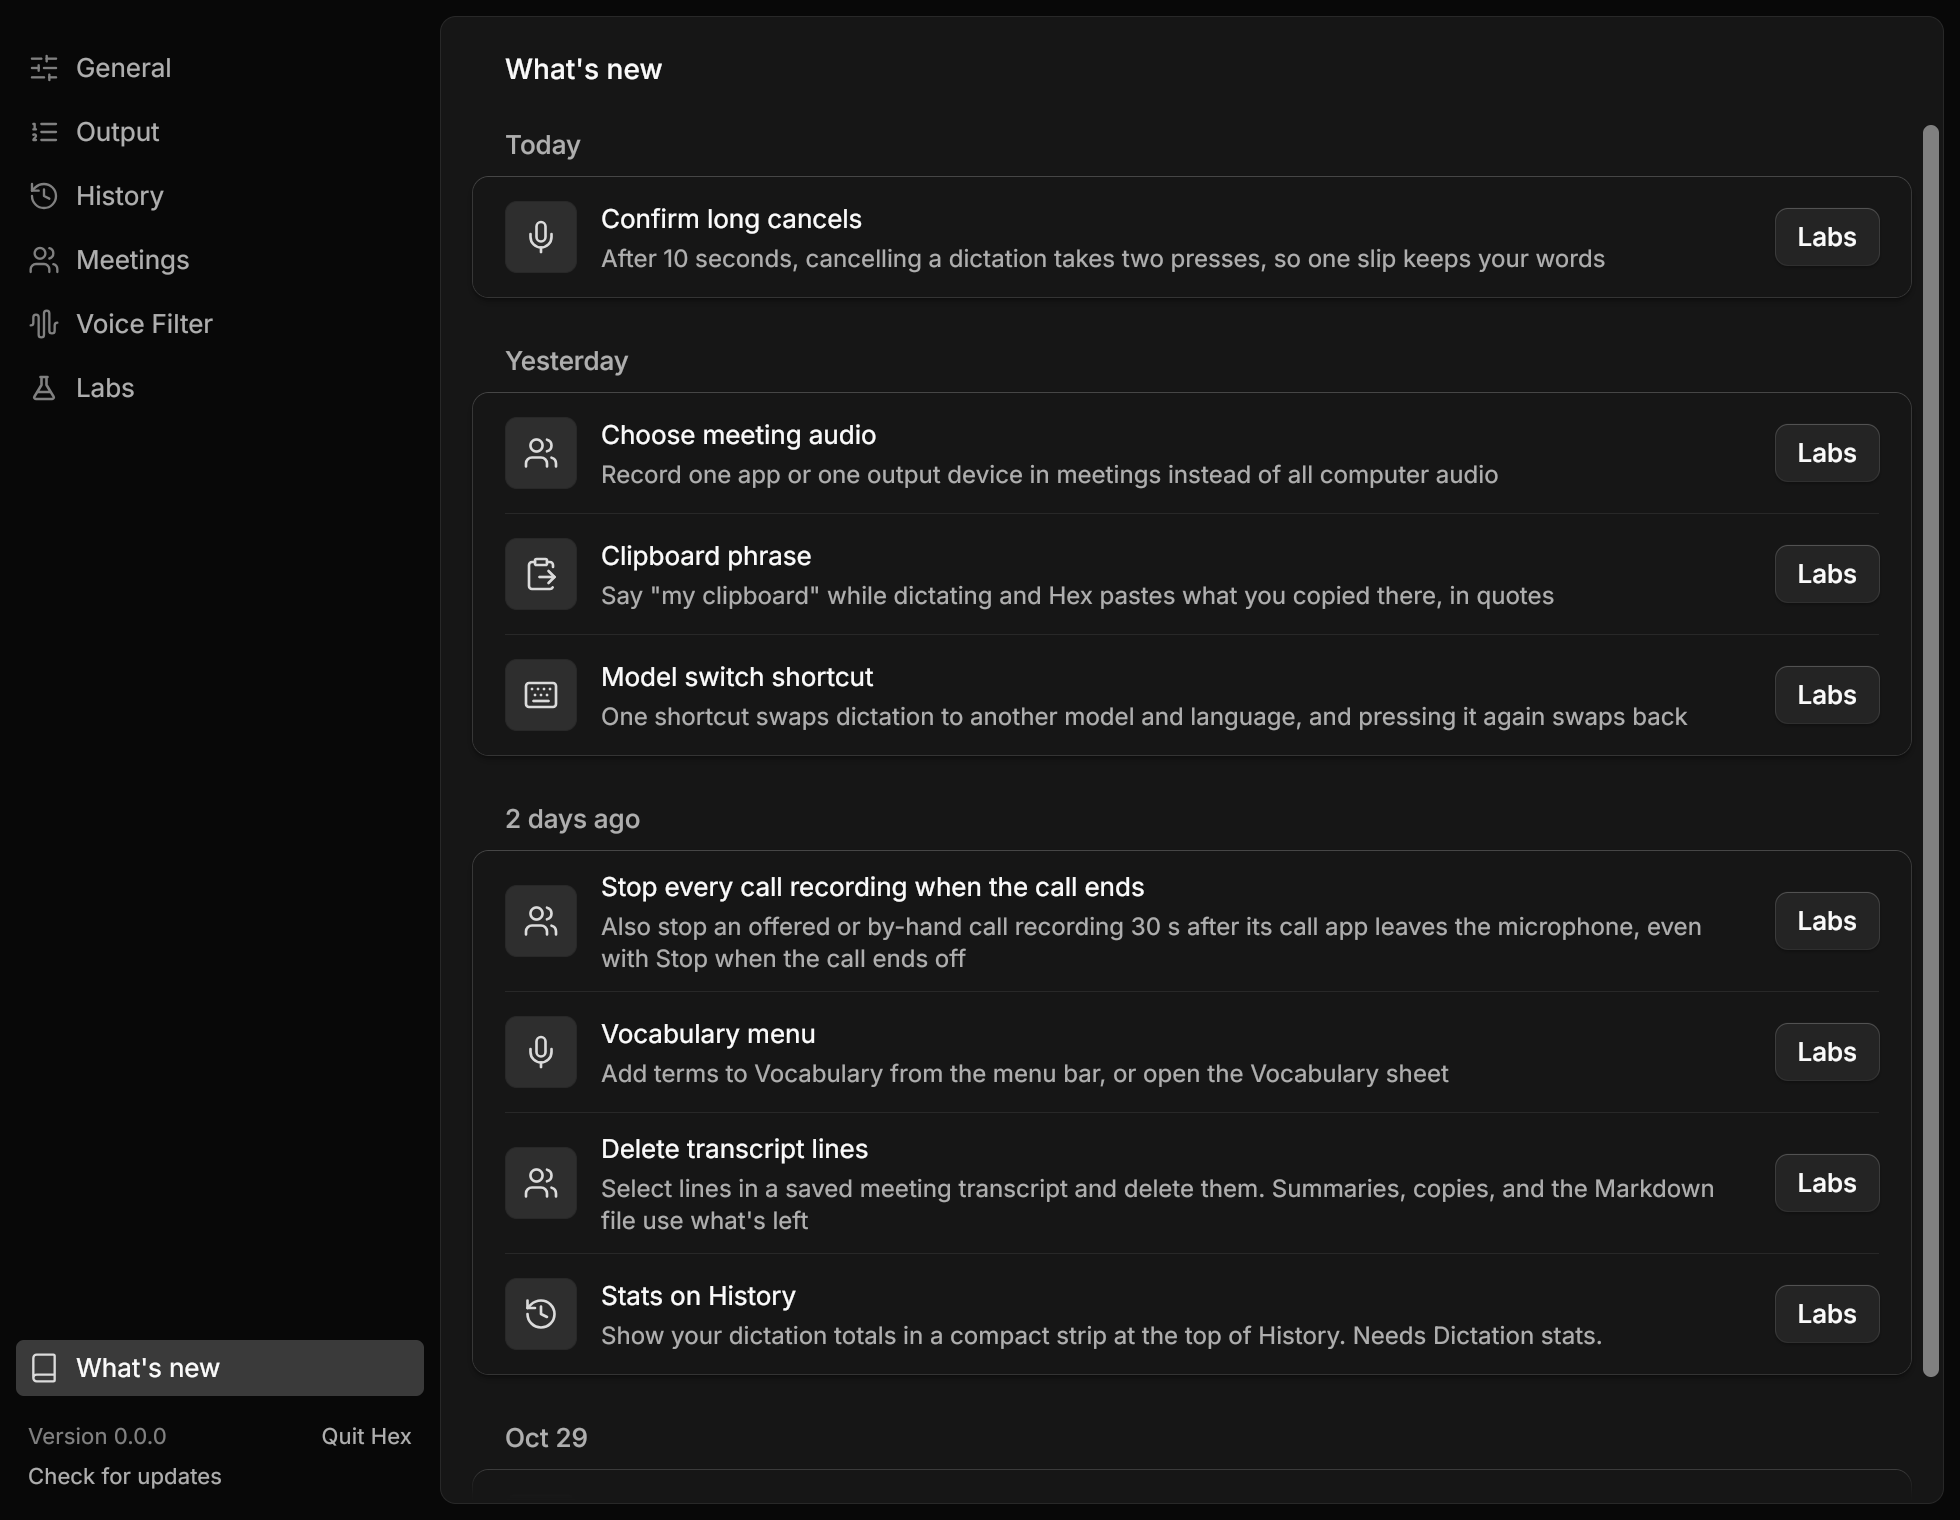 General
Output
History
Meetings
Voice Filter
Labs
What's new
Version 0.0.0
Quit Hex
Check for updates
What's new
Today
Confirm long cancels
After 10 seconds, cancelling a dictation takes two presses, so one slip keeps your words
Labs
Yesterday
Choose meeting audio
Record one app or one output device in meetings instead of all computer audio
Labs
Clipboard phrase
Say "my clipboard" while dictating and Hex pastes what you copied there, in quotes
Labs
Model switch shortcut
One shortcut swaps dictation to another model and language, and pressing it again swaps back
Labs
2 days ago
Stop every call recording when the call ends
Also stop an offered or by-hand call recording 30 s after its call app leaves the microphone, even
with Stop when the call ends off
Labs
Vocabulary menu
Add terms to Vocabulary from the menu bar, or open the Vocabulary sheet
Labs
Delete transcript lines
Select lines in a saved meeting transcript and delete them. Summaries, copies, and the Markdown
file use what's left
Labs
Stats on History
Show your dictation totals in a compact strip at the top of History. Needs Dictation stats.
Labs
Oct 29